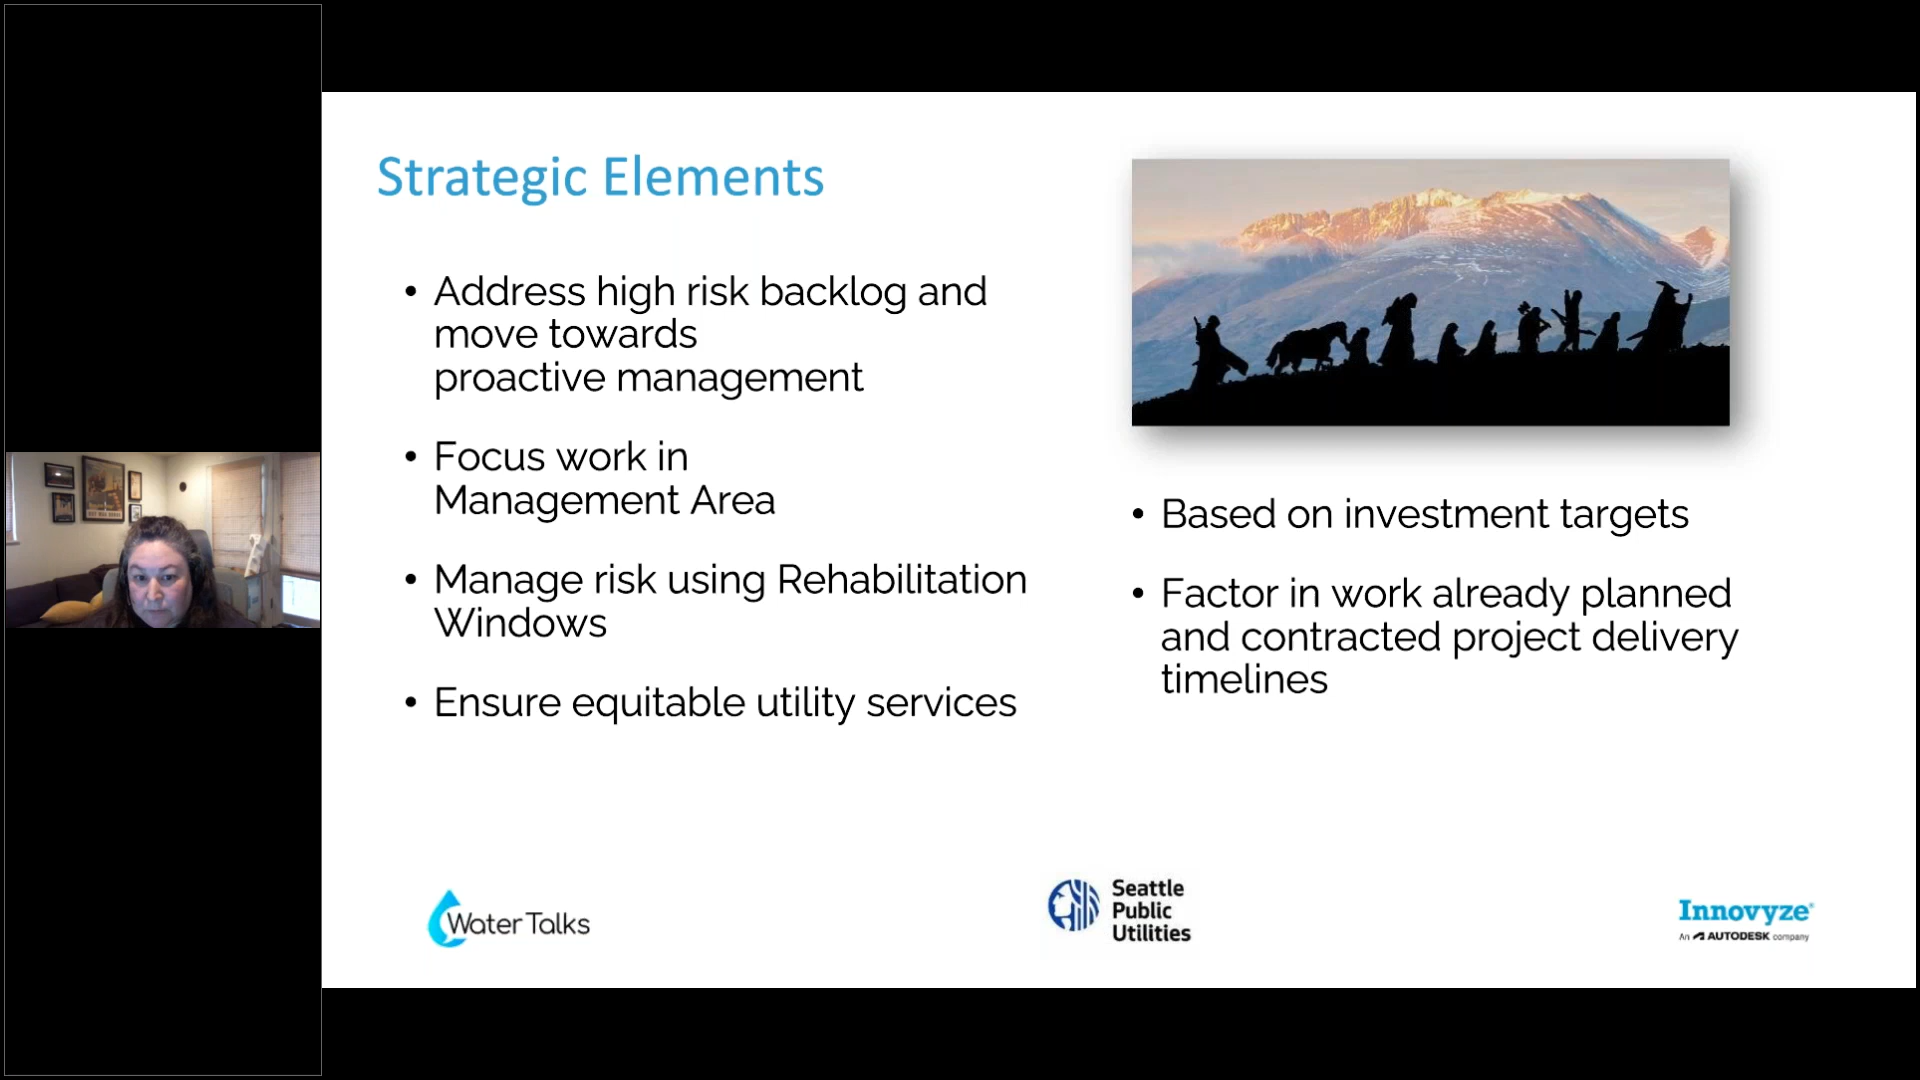 Strategic Elements
• Address high risk backlog and
move towards
proactive management
• Focus work in
Management Area
• Manage risk using Rehabilitation
Windows
• Ensure equitable utility services
• Based on investment targets
• Factor in work already planned
and contracted project delivery
timelines
Water Talks
Seattle
Public
Utilities
Innovyze®
An AUTODESK company